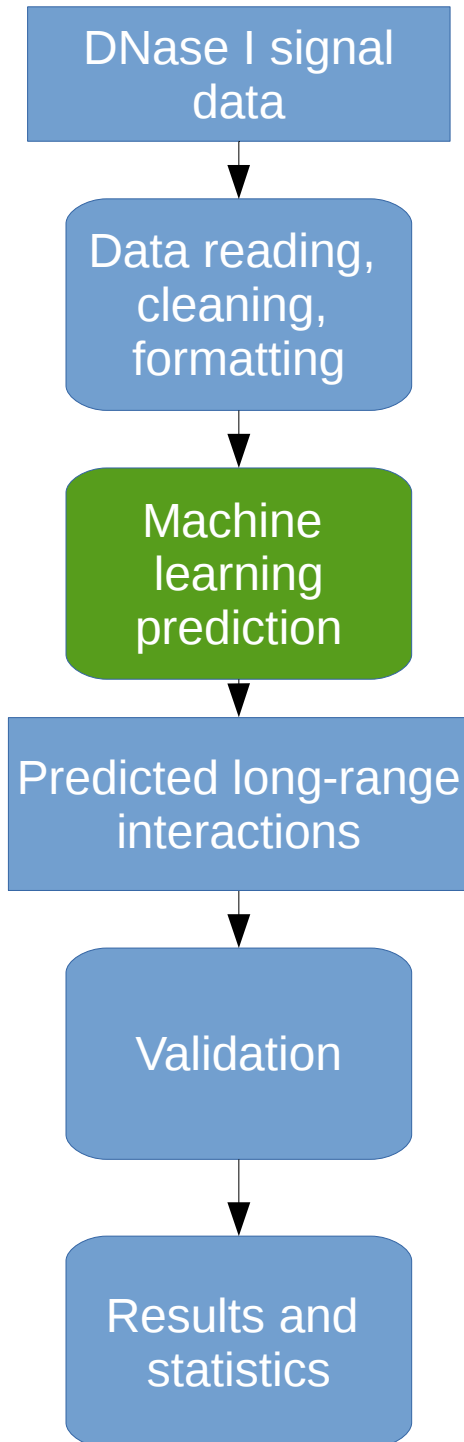 DNase I signal
data
Data reading,
cleaning,
formatting
Machine
learning
prediction
Predicted long-range
interactions
Validation
Results and
statistics